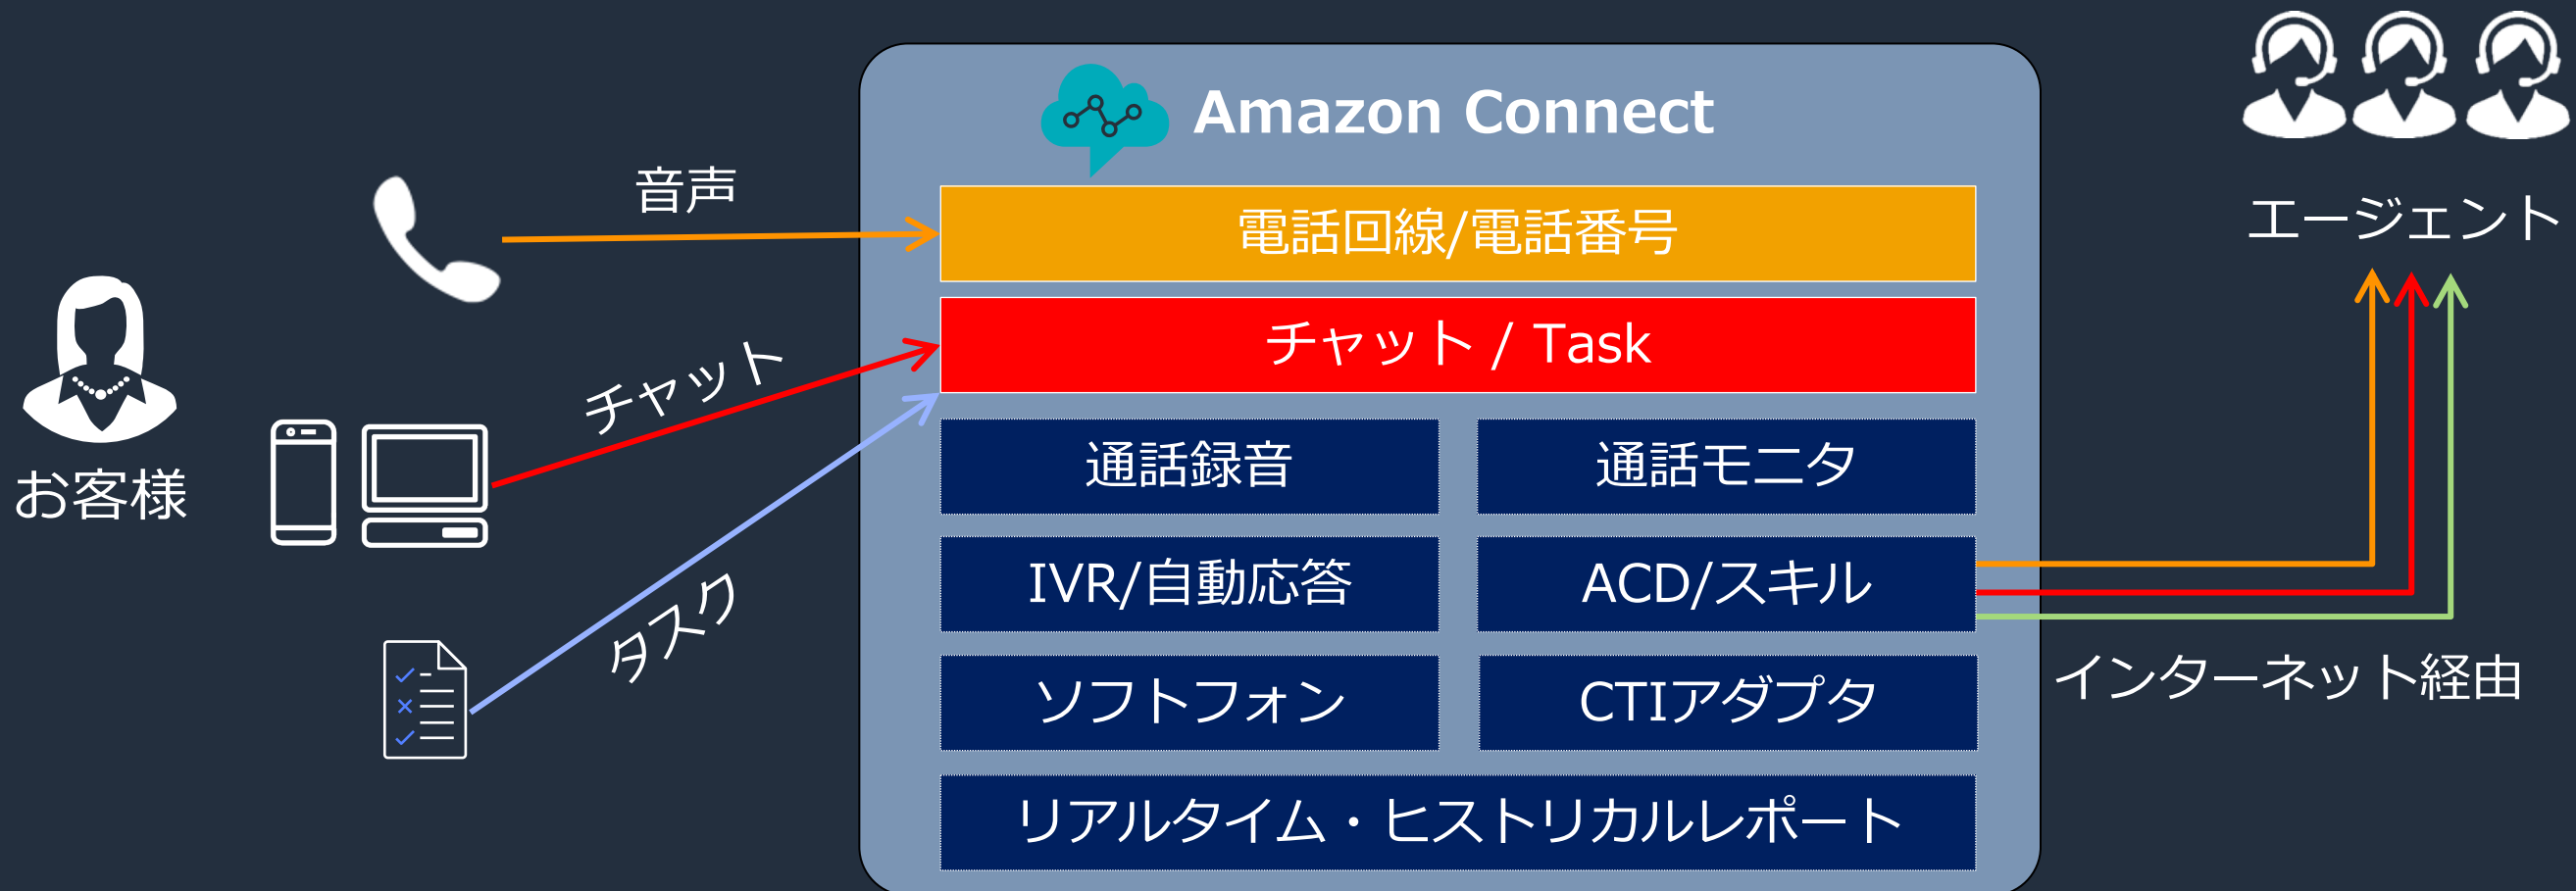 Amazon Connect
音声
電話回線/電話番号
エージェント
チャット
チャット / Task
お客様
通話録音
通話モニタ
タスク
IVR/自動応答
ACD/スキル
ソフトフォン
CTIアダプタ
インターネット経由
リアルタイム・ヒストリカルレポート